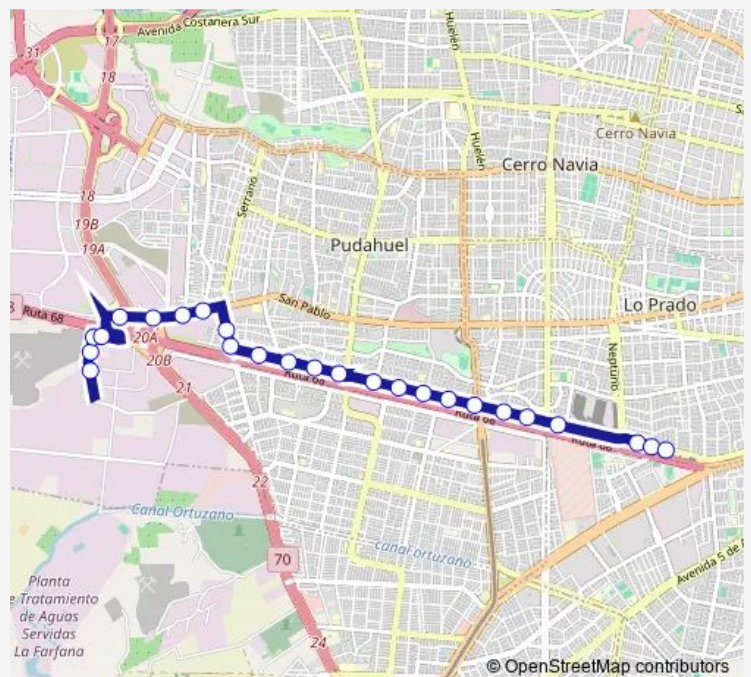 Avenida Costanera Sur
Huelén
31
17
18
Cerro Navia
Huelén
Cerro Navia
18
Serrano
19B
Pudahuel
19A
San Pablo
Lo Prado
Ruta 68
20A
20B
Neptuno
21
Ruta 68
Ruta 68
Ruta 68
22
Canal Ortuzano
canal ortuzano
70
Avenida 5 de
Planta
e Tratamiento
de Aguas
Servidas
La Farfana
24
© OpenStreetMap contributors